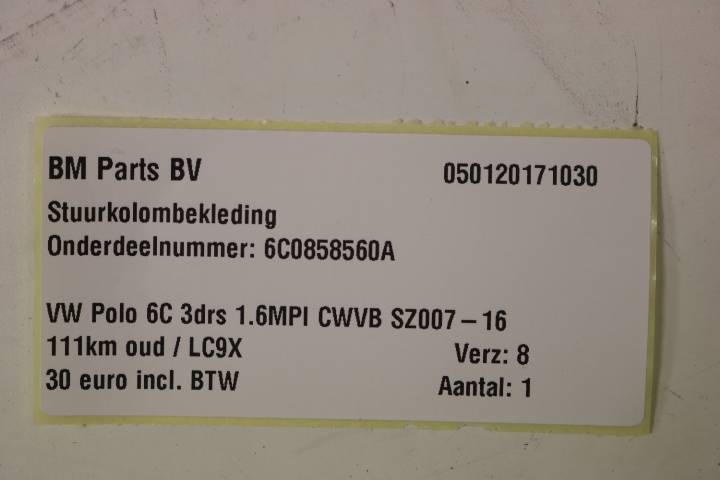 BM Parts BV 050120171030
Stuurkolombekleding
Onderdeelnummer: 6C0858560A
VW Polo 6C 3drs 1.6MPI CWVB SZ007 – 16
111km oud / LC9X Verz: 8
30 euro incl. BTW Aantal: 1